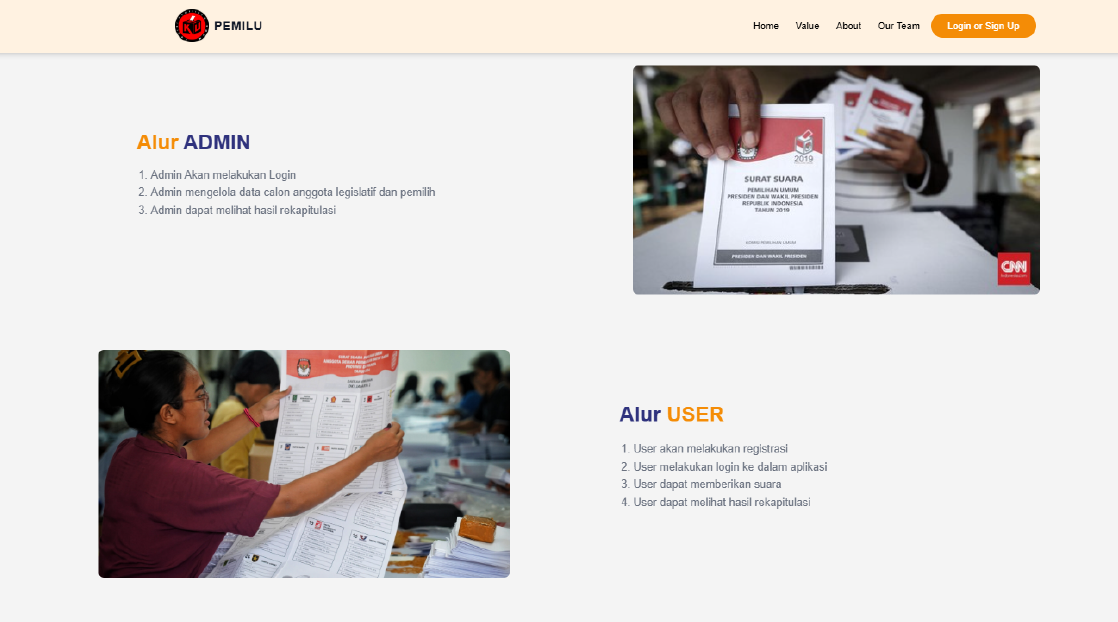 PEMILU
Home Value About Our Team Login or Sign Up
Alur ADMIN
1. Admin Akan melakukan Login
2. Admin mengelola data calon anggota legislatif dan pemilih
3. Admin dapat melihat hasil rekapitulasi
2019
SURAT SUARA
PEMILIHAN UMUM
PRESIDEN DAN WAKIL PRESIDEN
REPUBLIK INDONESIA
TAHUN 2019
PRESIDEN DAN WAKIL PRESIDEN
CNN
Alur USER
1. User akan melakukan registrasi
2. User melakukan login ke dalam aplikasi
3. User dapat memberikan suara
4. User dapat melihat hasil rekapitulasi